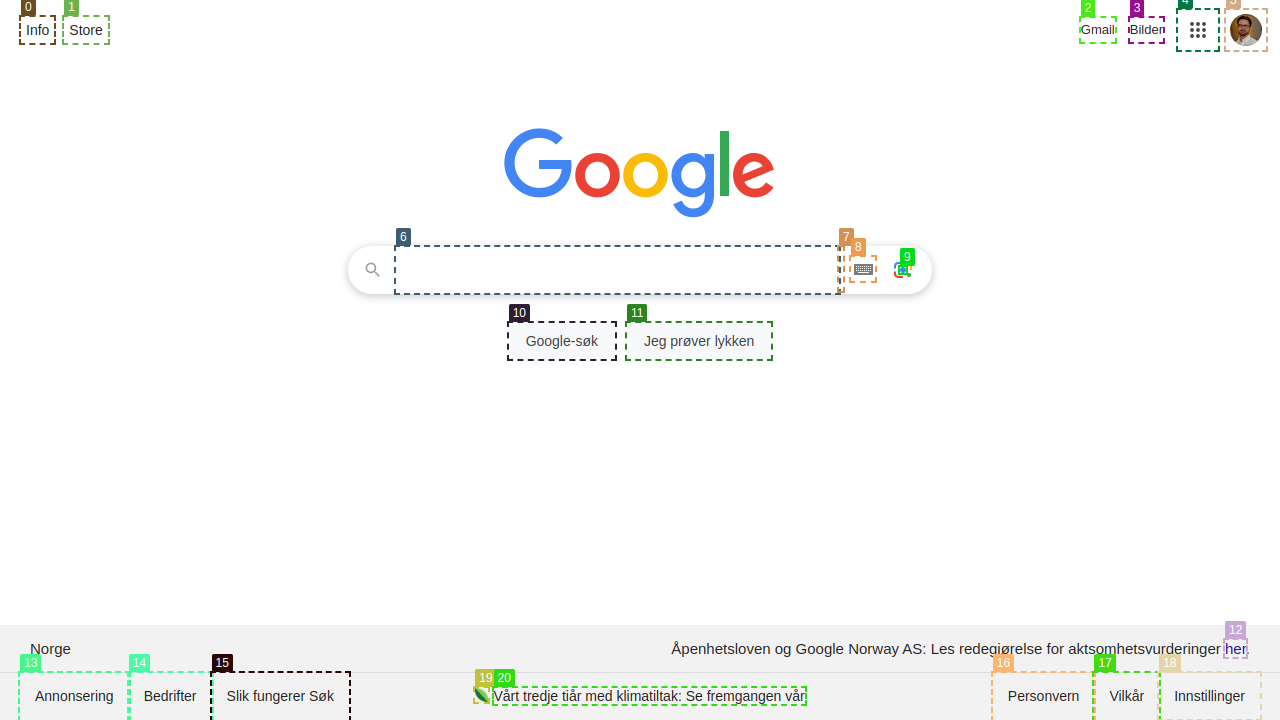 0 1 2 3 4 5
Info Store Gmail Bilder
Google
6 7 8 9
10 11
Google-søk Jeg prøver lykken
12
Norge Åpenhetsloven og Google Norway AS: Les redegjørelse for aktsomhetsvurderinger her.
13 14 15 19 20 16 17 18
Annonsering Bedrifter Slik fungerer Søk Vårt tredje tiår med klimatiltak: Se fremgangen vår Personvern Vilkår Innstillinger